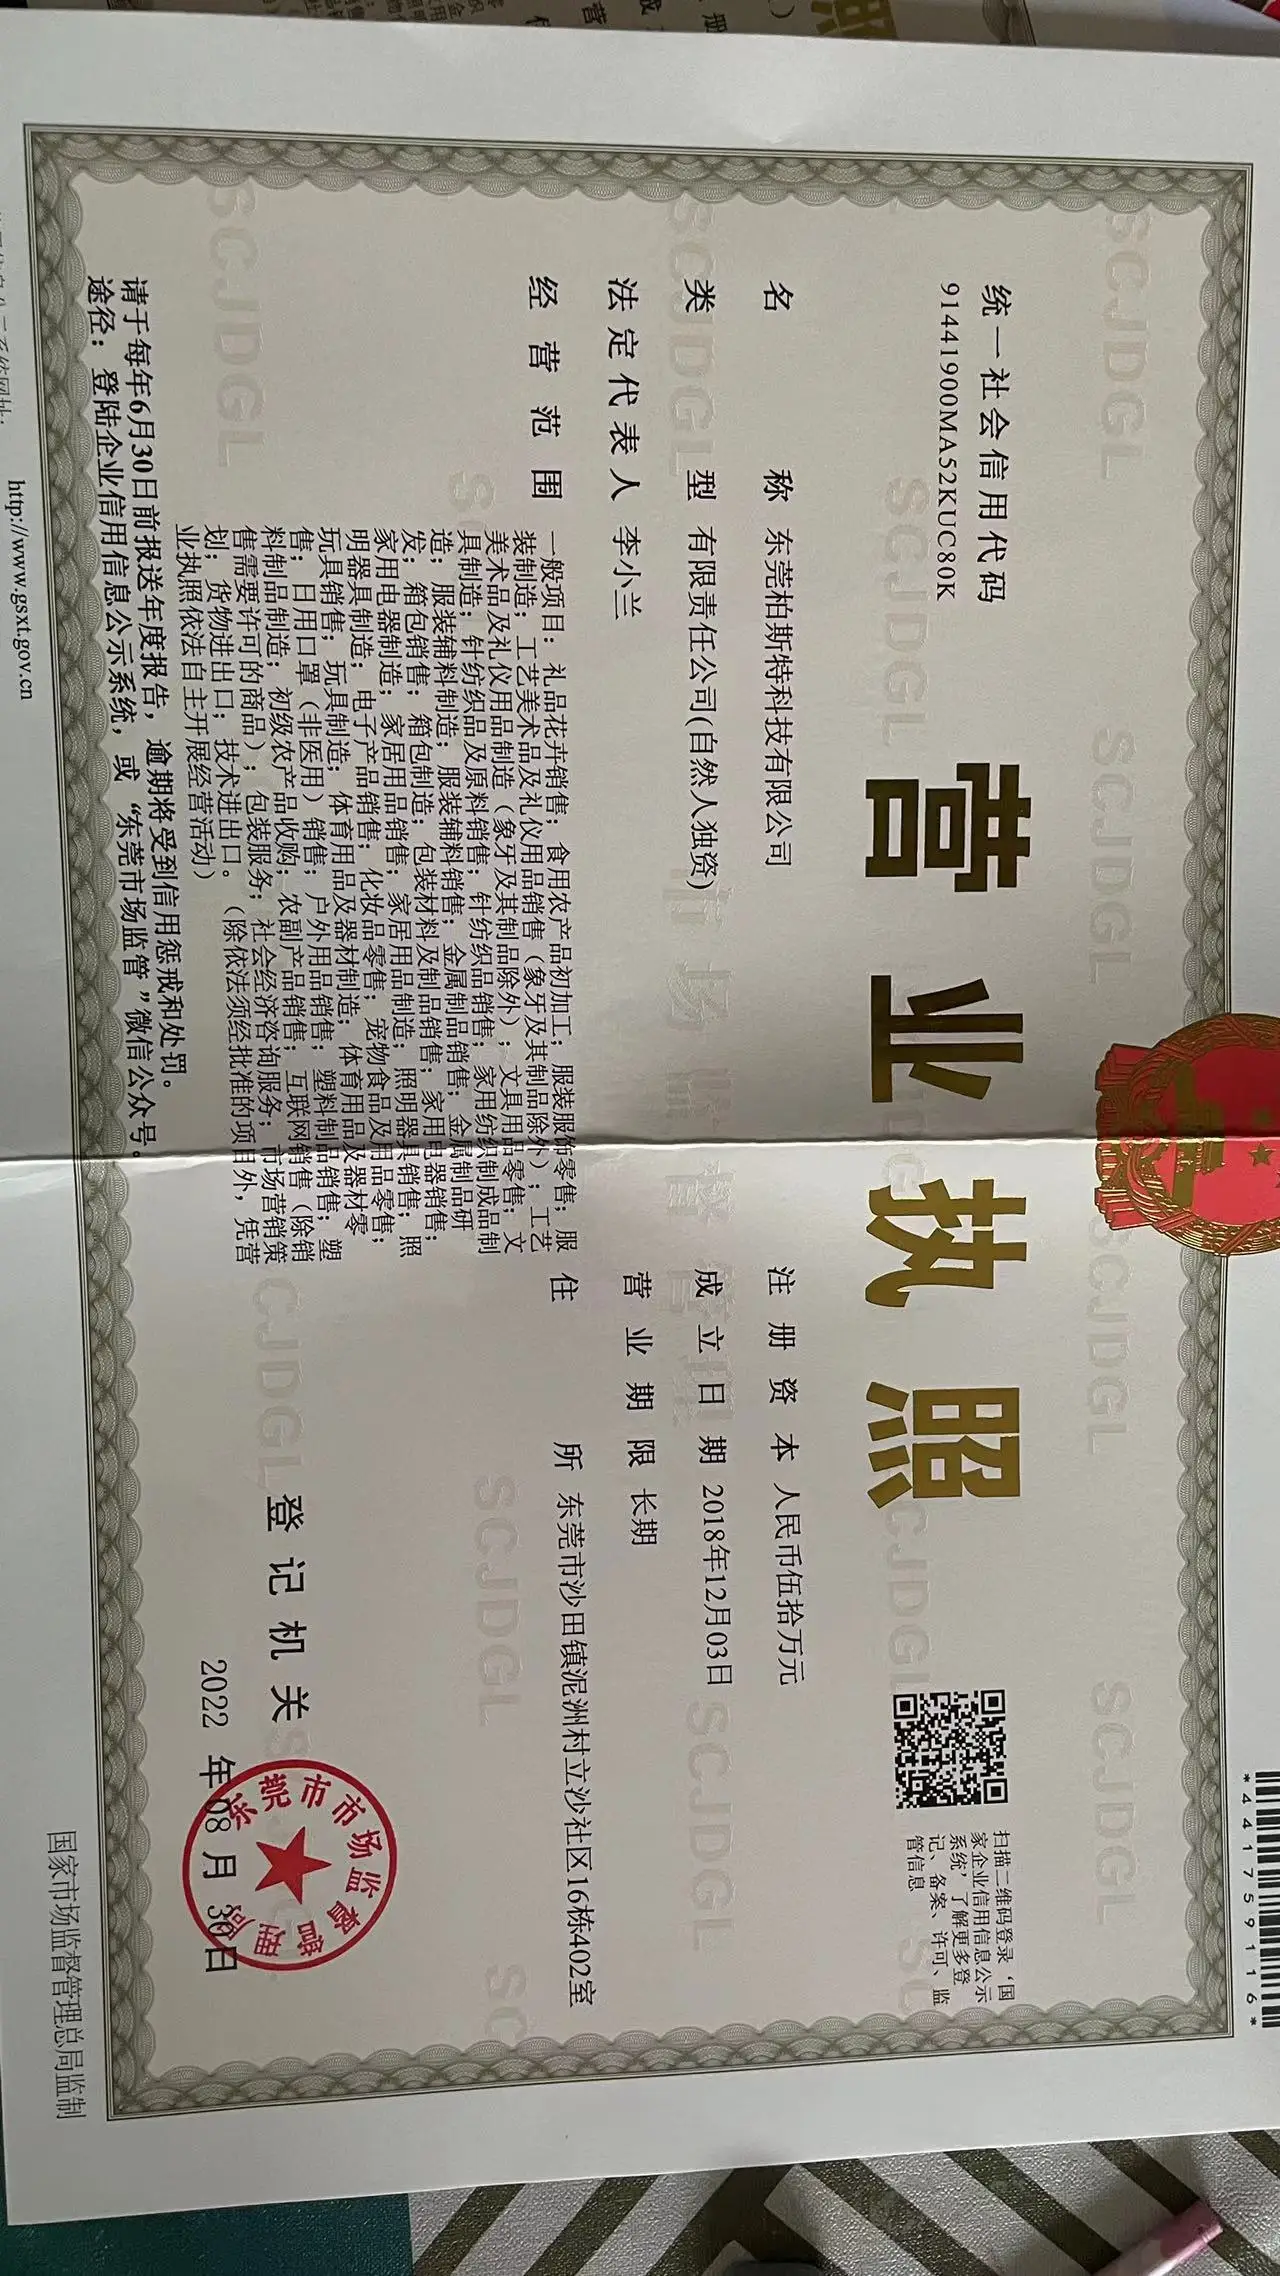 营业执照
统一社会信用代码
91441900MA52KUC80K
扫描二维码登录‘国
家企业信用信息公示
系统’了解更多登
记、备案、许可、监
管信息
*441759116*
名称 东莞柏斯特科技有限公司
类型 有限责任公司(自然人独资)
法定代表人 李小兰
经营范围
一般项目：礼品花卉销售；食用农产品初加工；服装服饰零售；服
装制造；工艺美术品及礼仪用品销售（象牙及其制品除外）；工艺
美术品及礼仪用品制造（象牙及其制品除外）；文具用品零售；文
具制造；针纺织品及原料销售；针纺织品销售；家用纺织制成品制
造；服装辅料制造；服装辅料销售；金属制品销售；金属制品研
发；箱包销售；箱包制造；包装材料及制品销售；家用电器销售；
家用电器制造；家居用品销售；家居用品制造；照明器具销售；照
明器具制造；电子产品销售；化妆品零售；宠物食品及用品零售；
玩具销售；玩具制造；体育用品及器材制造；体育用品及器材零
售；日用口罩（非医用）销售；户外用品销售；塑料制品销售；塑
料制品制造；初级农产品收购；农副产品销售；互联网销售（除销
售需要许可的商品）；包装服务；社会经济咨询服务；市场营销策
划；货物进出口；技术进出口。（除依法须经批准的项目外，凭营
业执照依法自主开展经营活动）
注册资本 人民币伍拾万元
成立日期 2018年12月03日
营业期限 长期
住所 东莞市沙田镇泥洲村立沙社区16栋402室
请于每年6月30日前报送年度报告，逾期将受到信用惩戒和处罚。
途径：登陆企业信用信息公示系统，或“东莞市场监管”微信公众号。
登记机关
东莞市市场监督管理局
2022 年 08 月 30日
http://www.gsxt.gov.cn
国家市场监督管理总局监制